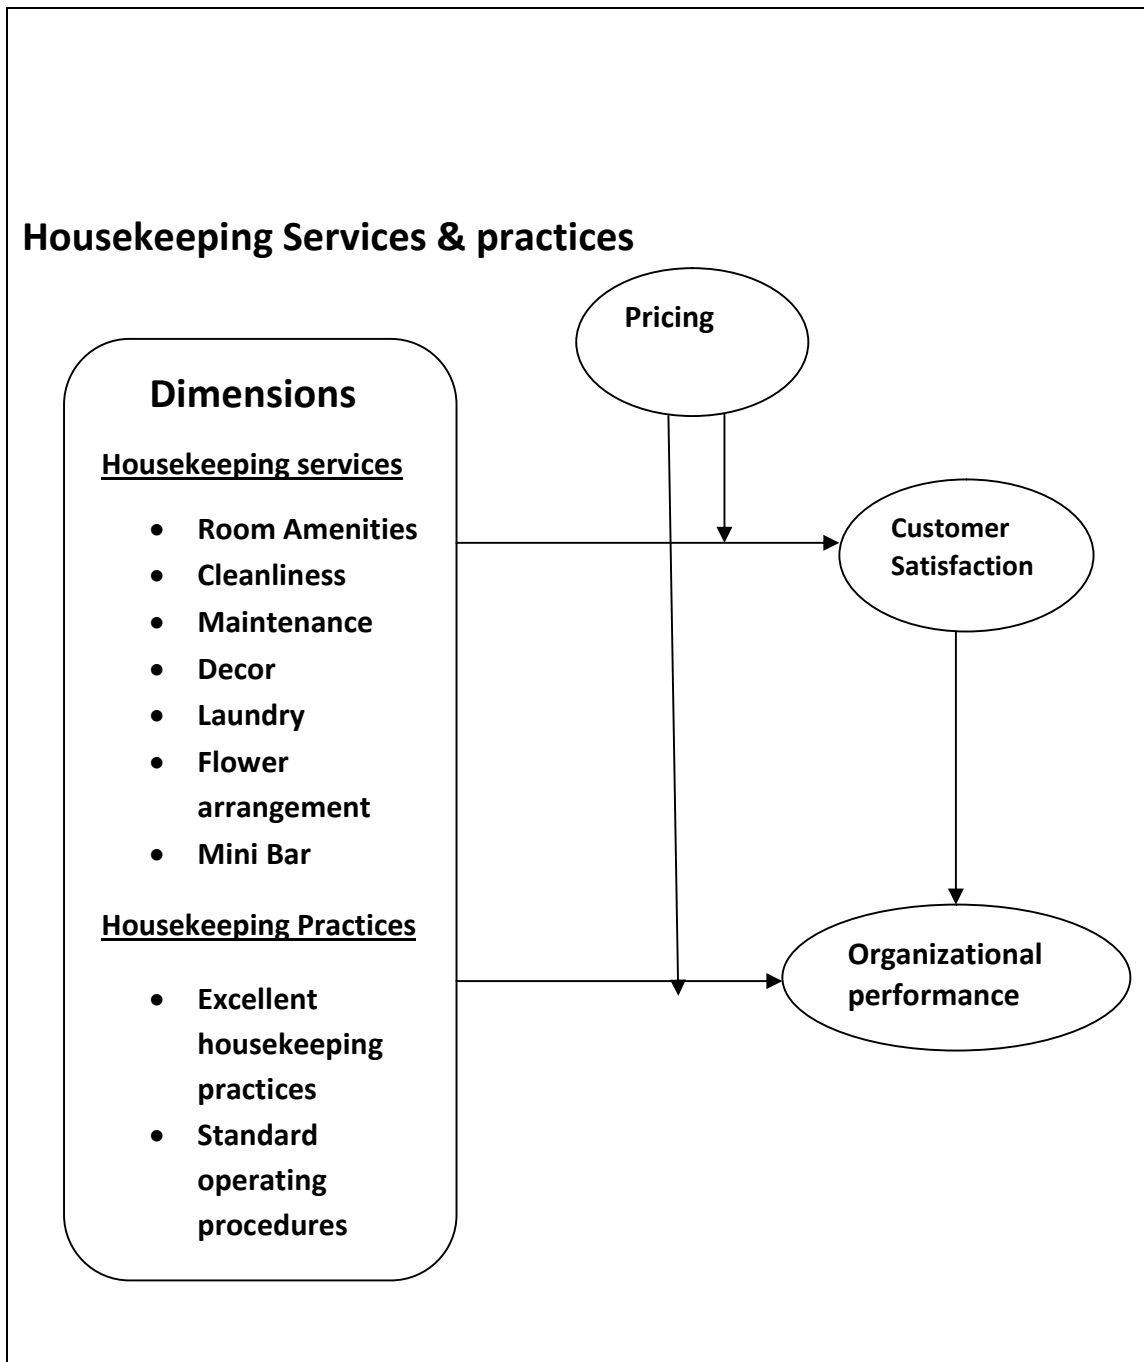 Housekeeping Services & practices
Pricing
Dimensions
Housekeeping services
• Room Amenities
• Cleanliness
• Maintenance
• Decor
• Laundry
• Flower
arrangement
• Mini Bar
Housekeeping Practices
• Excellent
housekeeping
practices
• Standard
operating
procedures
Customer
Satisfaction
Organizational
performance